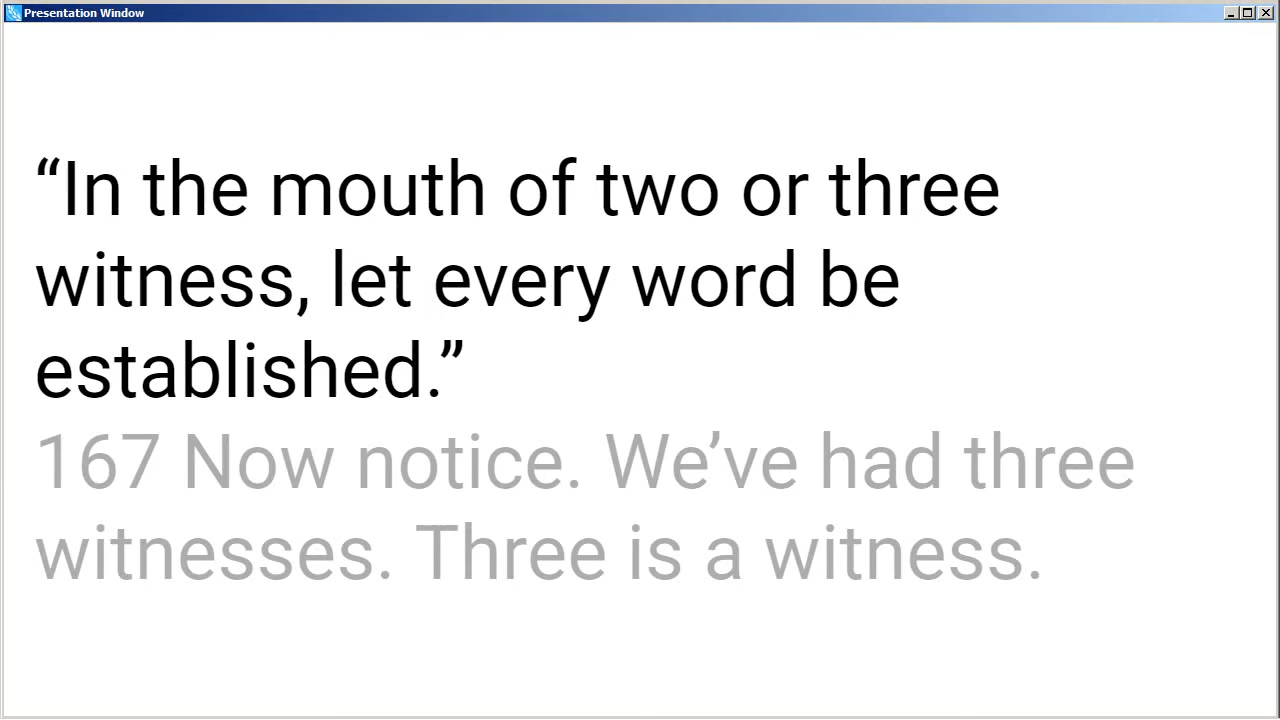 Presentation Window
“In the mouth of two or three
witness, let every word be
established.”
167 Now notice. We’ve had three
witnesses. Three is a witness.